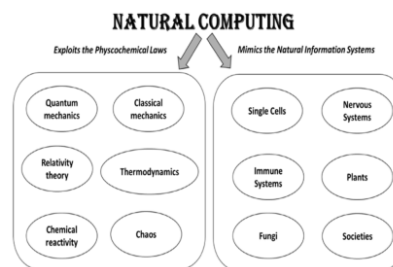 NATURAL COMPUTING
Exploits the Physcochemical Laws
Mimics the Natural Information Systems
Quantum
mechanics
Classical
mechanics
Relativity
theory
Thermodynamics
Chemical
reactivity
Chaos
Single Cells
Nervous
Systems
Immune
Systems
Plants
Fungi
Societies